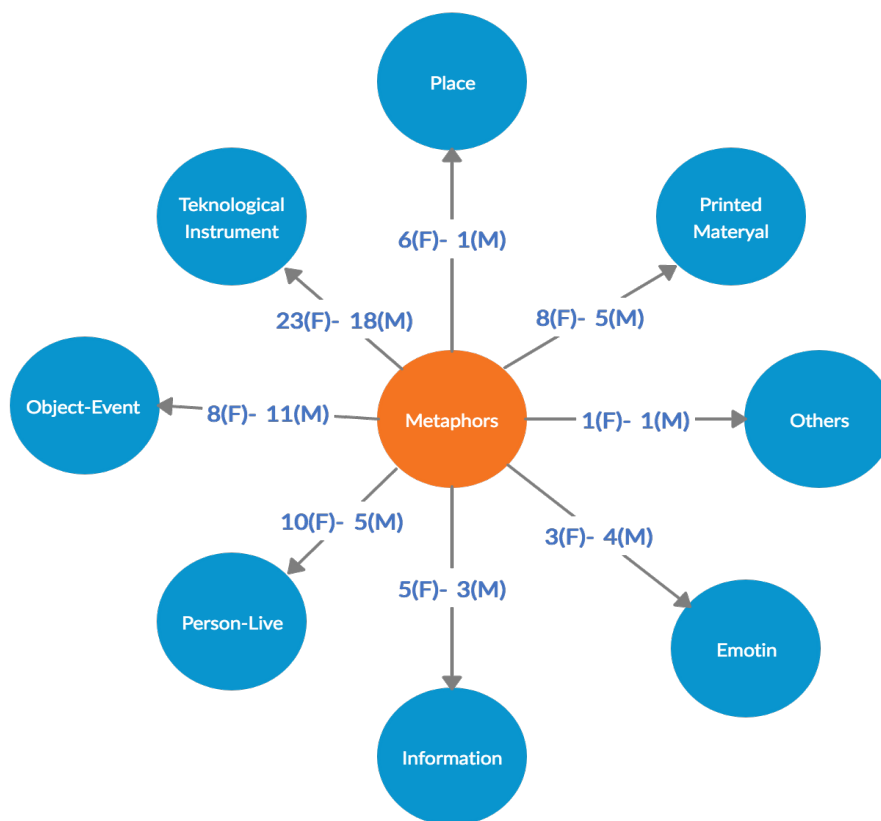 Place
Teknological
Instrument
Printed
Materyal
6(F)- 1(M)
23(F)- 18(M)
8(F)- 5(M)
Object-Event
8(F)- 11(M)
Metaphors
1(F)- 1(M)
Others
10(F)- 5(M)
3(F)- 4(M)
5(F)- 3(M)
Person-Live
Emotin
Information